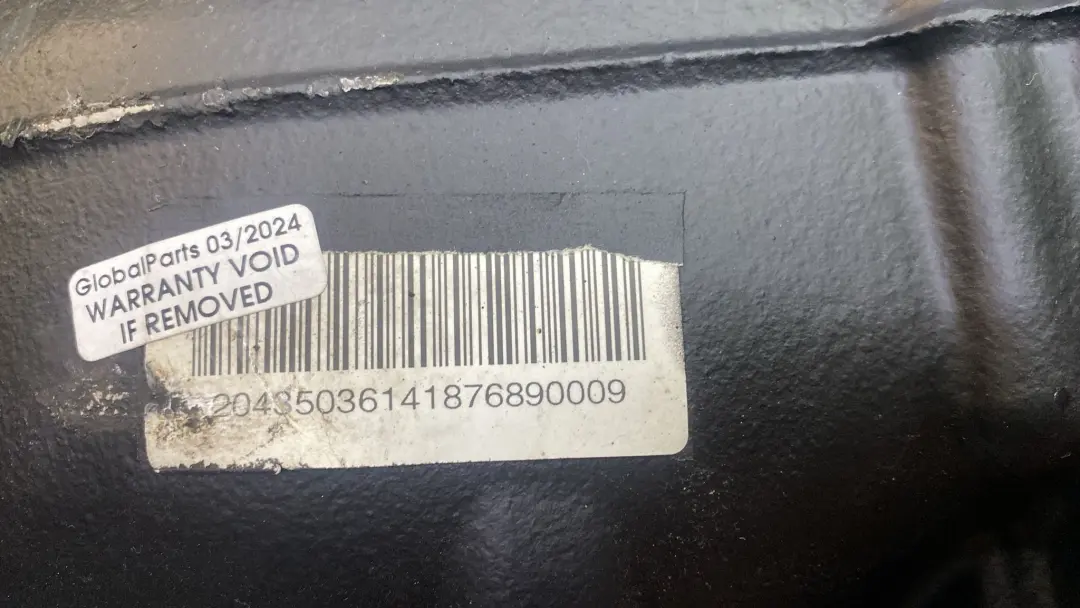 GlobalParts 03/2024
WARRANTY VOID
IF REMOVED
20435036141876890009